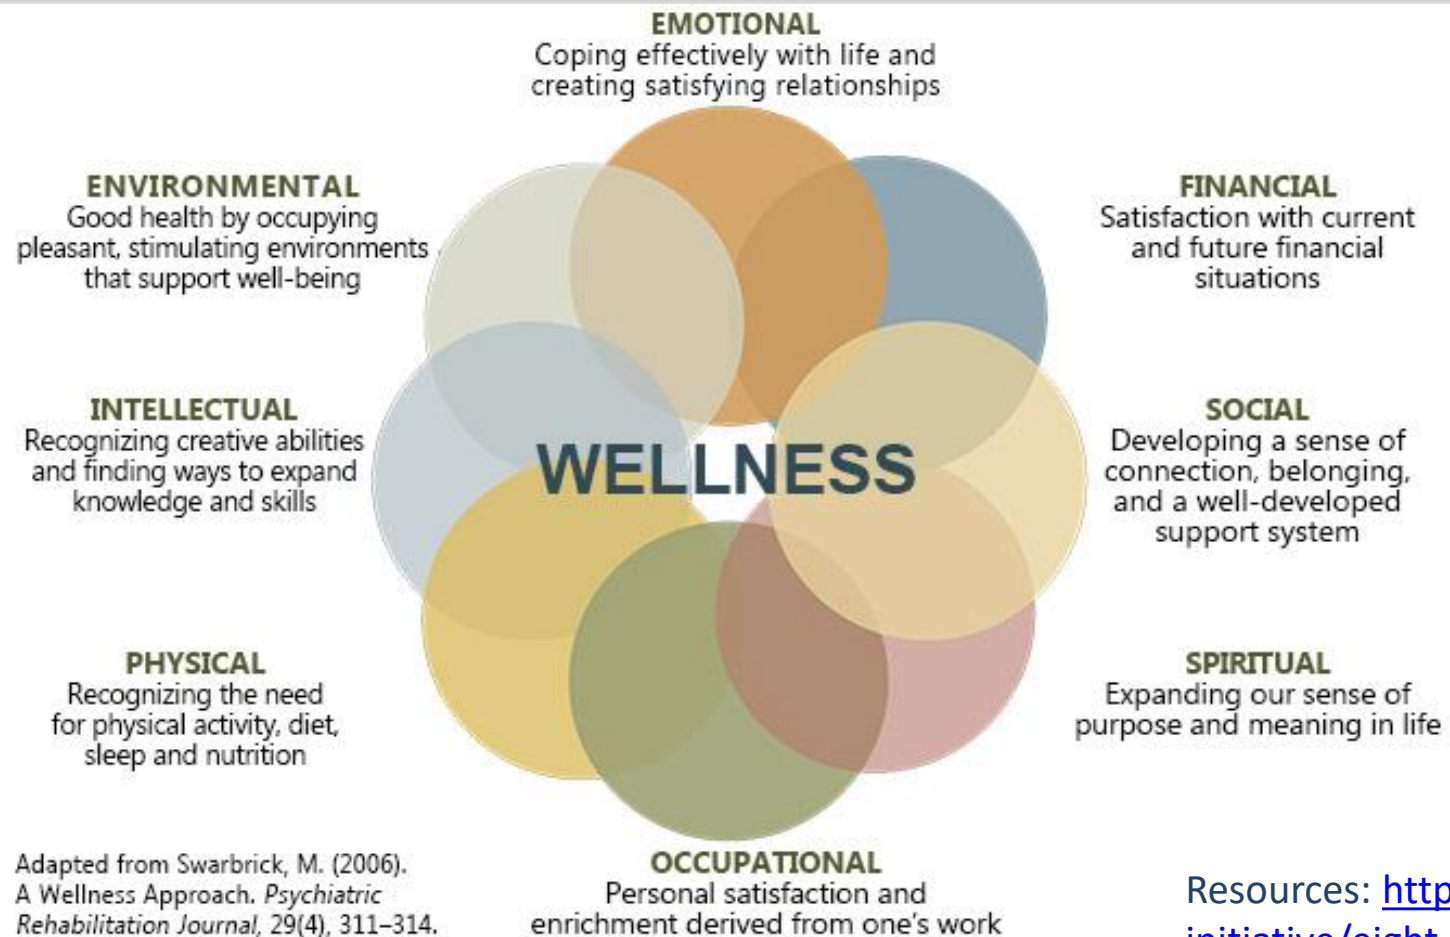 EMOTIONAL
Coping effectively with life and
creating satisfying relationships
ENVIRONMENTAL
Good health by occupying
pleasant, stimulating environments
that support well-being
FINANCIAL
Satisfaction with current
and future financial
situations
INTELLECTUAL
Recognizing creative abilities
and finding ways to expand
knowledge and skills
WELLNESS
SOCIAL
Developing a sense of
connection, belonging,
and a well-developed
support system
PHYSICAL
Recognizing the need
for physical activity, diet,
sleep and nutrition
SPIRITUAL
Expanding our sense of
purpose and meaning in life
OCCUPATIONAL
Personal satisfaction and
enrichment derived from one’s work
Adapted from Swarbrick, M. (2006).
A Wellness Approach. Psychiatric
Rehabilitation Journal, 29(4), 311–314.
Resources: http
initiative/eight